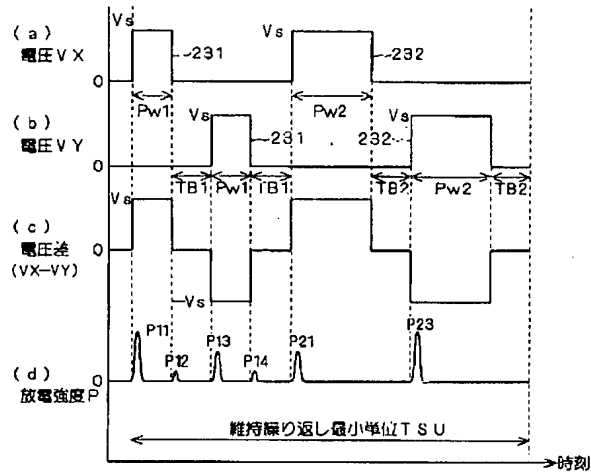 (a)
電圧VX
Vs
0
231
Vs
232
Pw1
Pw2
(b)
電圧VY
Vs
0
231
Vs
232
TB1
Pw1
TB1
TB2
Pw2
TB2
(c)
電圧差
(VX-VY)
Vs
0
-Vs
(d)
放電強度P
0
P11
P12
P13
P14
P21
P23
維持繰り返し最小単位TSU
時刻